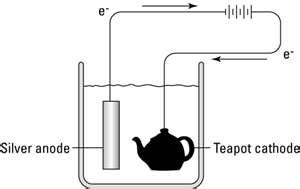 e-
e-
Silver anode
Teapot cathode